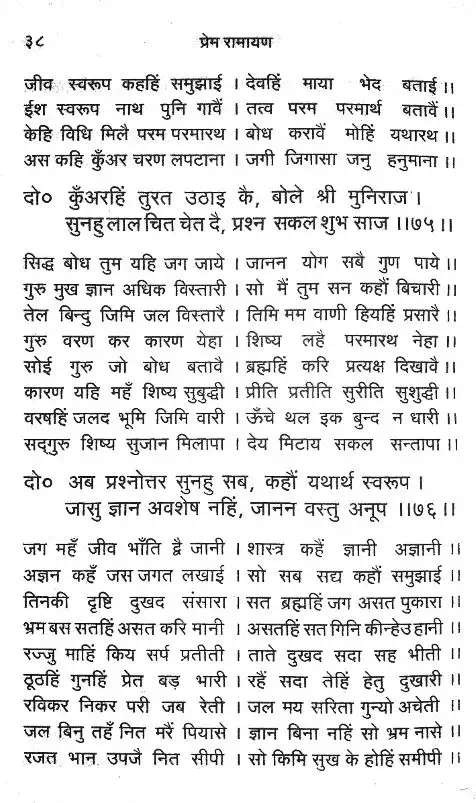 ३८ प्रेम रामायण
जीव स्वरूप कहहिं समुझाई । देवहिं माया भेद बताई ।।
ईश स्वरूप नाथ पुनि गावैं । तत्व परम परमार्थ बतावैं ।।
केहि विधि मिलै परम परमारथ । बोध करावैं मोहिं यथारथ ।।
अस कहि कुँअर चरण लपटाना । जगी जिगासा जनु हनुमाना ।।
दो० कुँअरहिं तुरत उठाइ कै, बोले श्री मुनिराज ।
सुनहु लाल चित चेत दै, प्रश्न सकल शुभ साज ।।७५।।
सिद्ध बोध तुम यहि जग जाये । जानन योग सबै गुण पाये ।।
गुरु मुख ज्ञान अधिक विस्तारी । सो मैं तुम सन कहौं बिचारी ।।
तेल बिन्दु जिमि जल विस्तारै । तिमि मम वाणी हियहिं प्रसारै ।।
गुरू वरण कर कारण येहा । शिष्य लहै परमारथ नेहा ।।
सोई गुरु जो बोध बतावै । ब्रह्महिं करि प्रत्यक्ष दिखावै ।।
कारण यहि महँ शिष्य सुबुद्धी । प्रीति प्रतीति सुरीति सुशुद्धी ।।
वरषहिं जलद भूमि जिमि वारी । ऊँचे थल इक बुन्द न धारी ।।
सद्गुरु शिष्य सुजान मिलापा । देय मिटाय सकल सन्तापा ।।
दो० अब प्रश्नोत्तर सुनहु सब, कहौं यथार्थ स्वरूप ।
जासु ज्ञान अवशेष नहिं, जानन वस्तु अनूप ।।७६।।
जग महँ जीव भाँति द्वै जानी । शास्त्र कहैं ज्ञानी अज्ञानी ।।
अज्ञन कहँ जस जगत लखाई । सो सब सद्य कहौं समुझाई ।।
तिनकी दृष्टि दुखद संसारा । सत ब्रह्महिं जग असत पुकारा ।।
भ्रम बस सतहिं असत करि मानी । असतहिं सत गिनि कीन्हेउ हानी ।।
रज्जु माहिं किय सर्प प्रतीती । ताते दुखद सदा सह भीती ।।
ठूठहिं गुनहिं प्रेत बड़ भारी । रहैं सदा तेहिं हेतु दुखारी ।।
रविकर निकर परी जब रेती । जल मय सरिता गुन्यो अचेती ।।
जल बिनु तहँ नित मरैं पियासे । ज्ञान बिना नहिं सो भ्रम नासे ।।
रजत भान उपजै नित सीपी । सो किमि सुख के होहिं समीपी ।।